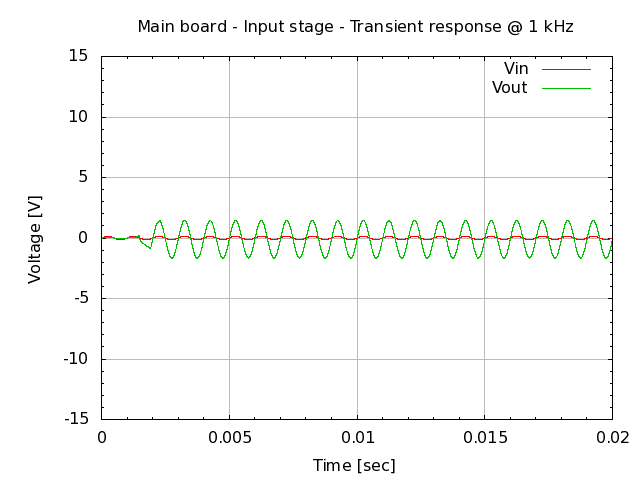 Main board - Input stage - Transient response @ 1 kHz
15
10
5
0
-5
-10
-15
Voltage [V]
Vin
Vout
0
0.005
0.01
0.015
0.02
Time [sec]